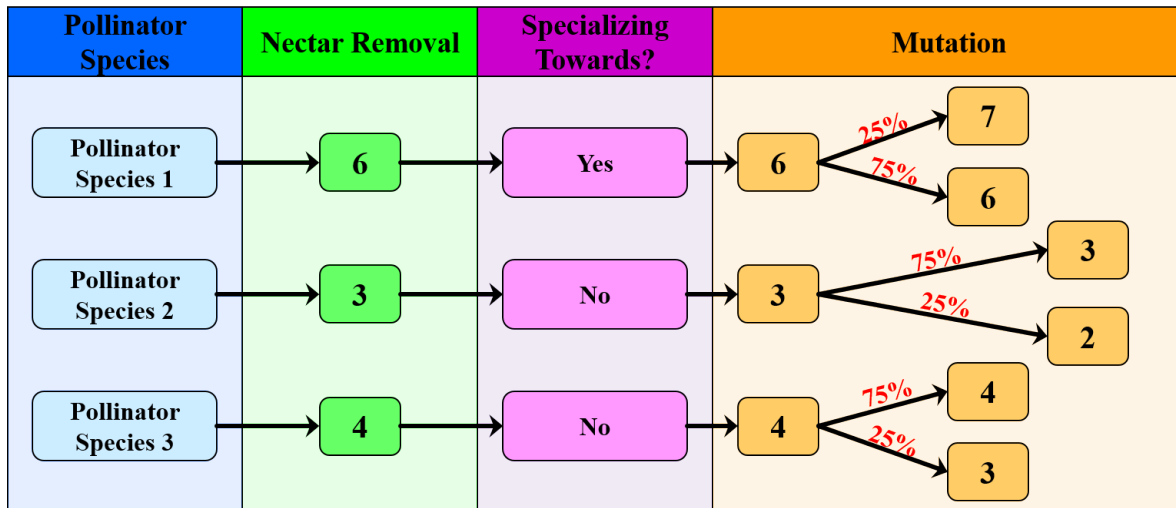 Pollinator
Species
Nectar Removal
Specializing
Towards?
Mutation
Pollinator
Species 1
6
Yes
6
25%
7
75%
6
Pollinator
Species 2
3
No
3
75%
3
25%
2
Pollinator
Species 3
4
No
4
75%
4
25%
3